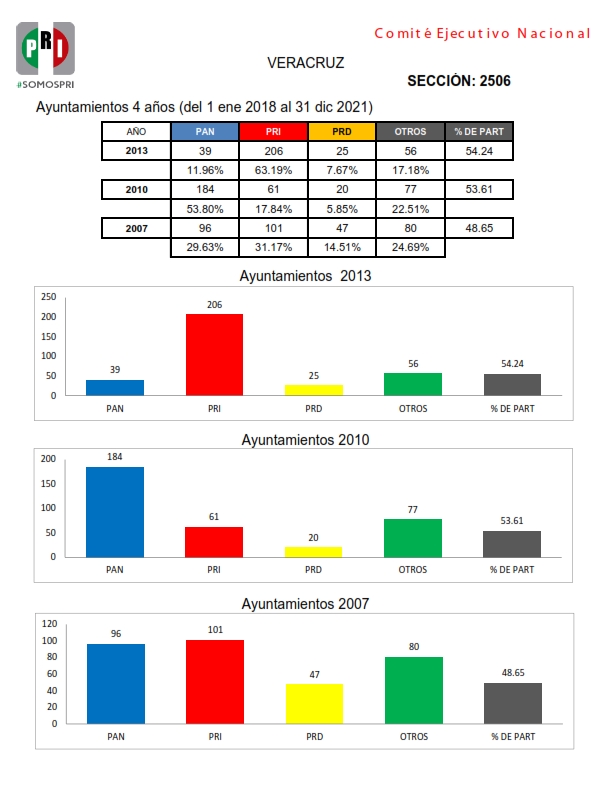 Comité Ejecutivo Nacional
PRI
#SOMOSPRI
VERACRUZ
SECCIÓN: 2506
Ayuntamientos 4 años (del 1 ene 2018 al 31 dic 2021)
AÑO PAN PRI PRD OTROS % DE PART
2013 39 206 25 56 54.24
11.96% 63.19% 7.67% 17.18%
2010 184 61 20 77 53.61
53.80% 17.84% 5.85% 22.51%
2007 96 101 47 80 48.65
29.63% 31.17% 14.51% 24.69%
Ayuntamientos 2013
250
200
150
100
50
0
39 206 25 56 54.24
PAN PRI PRD OTROS % DE PART
Ayuntamientos 2010
200
150
100
50
0
184 61 20 77 53.61
PAN PRI PRD OTROS % DE PART
Ayuntamientos 2007
120
100
80
60
40
20
0
96 101 47 80 48.65
PAN PRI PRD OTROS % DE PART